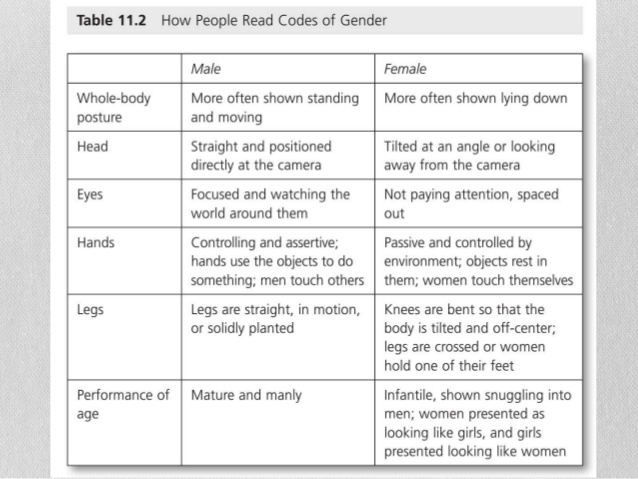 Table 11.2 How People Read Codes of Gender
Male Female
Whole-body
posture
More often shown standing
and moving
More often shown lying down
Head
Straight and positioned
directly at the camera
Tilted at an angle or looking
away from the camera
Eyes
Focused and watching the
world around them
Not paying attention, spaced
out
Hands
Controlling and assertive;
hands use the objects to do
something; men touch others
Passive and controlled by
environment; objects rest in
them; women touch themselves
Legs
Legs are straight, in motion,
or solidly planted
Knees are bent so that the
body is tilted and off-center;
legs are crossed or women
hold one of their feet
Performance of
age
Mature and manly
Infantile, shown snuggling into
men; women presented as
looking like girls, and girls
presented looking like women